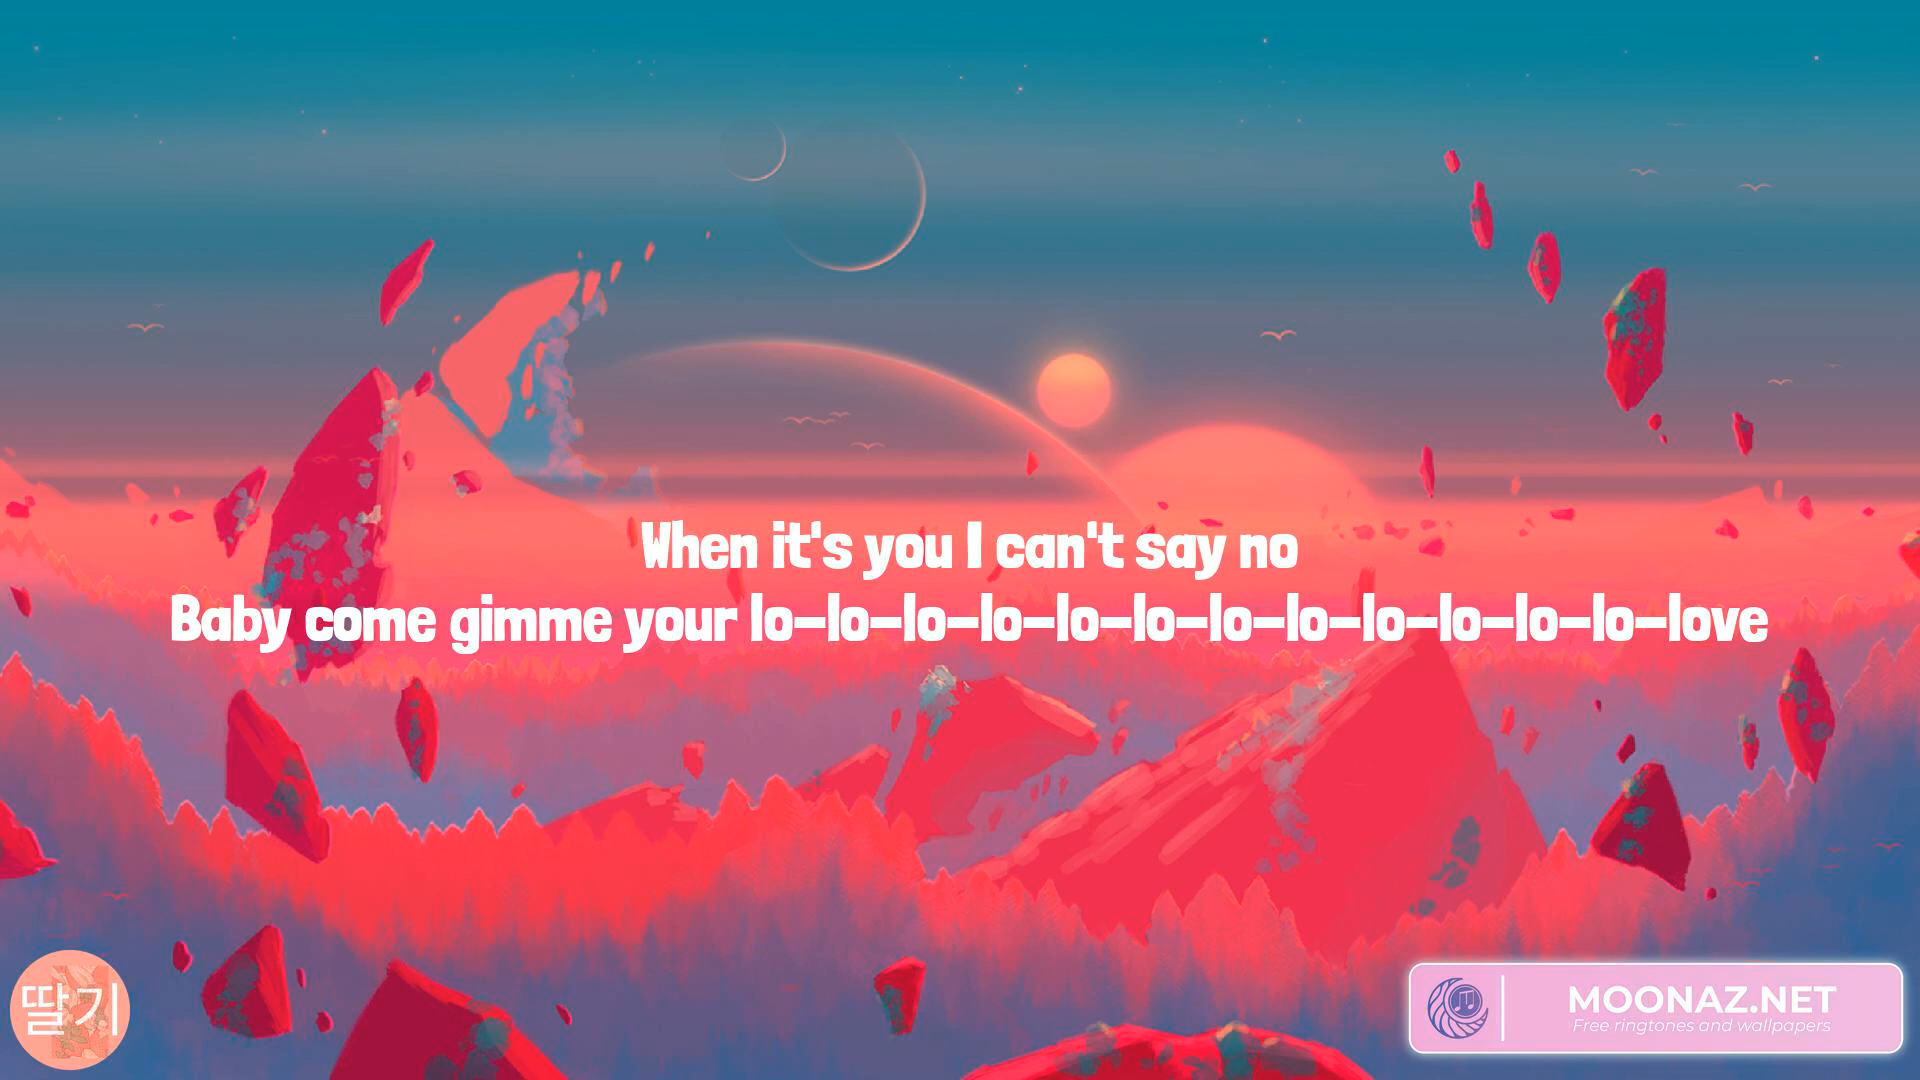 When it's you I can't say no
Baby come gimme your lo-lo-lo-lo-lo-lo-lo-lo-lo-lo-lo-lo-love
딸기
MOONAZ.NET
Free ringtones and wallpapers